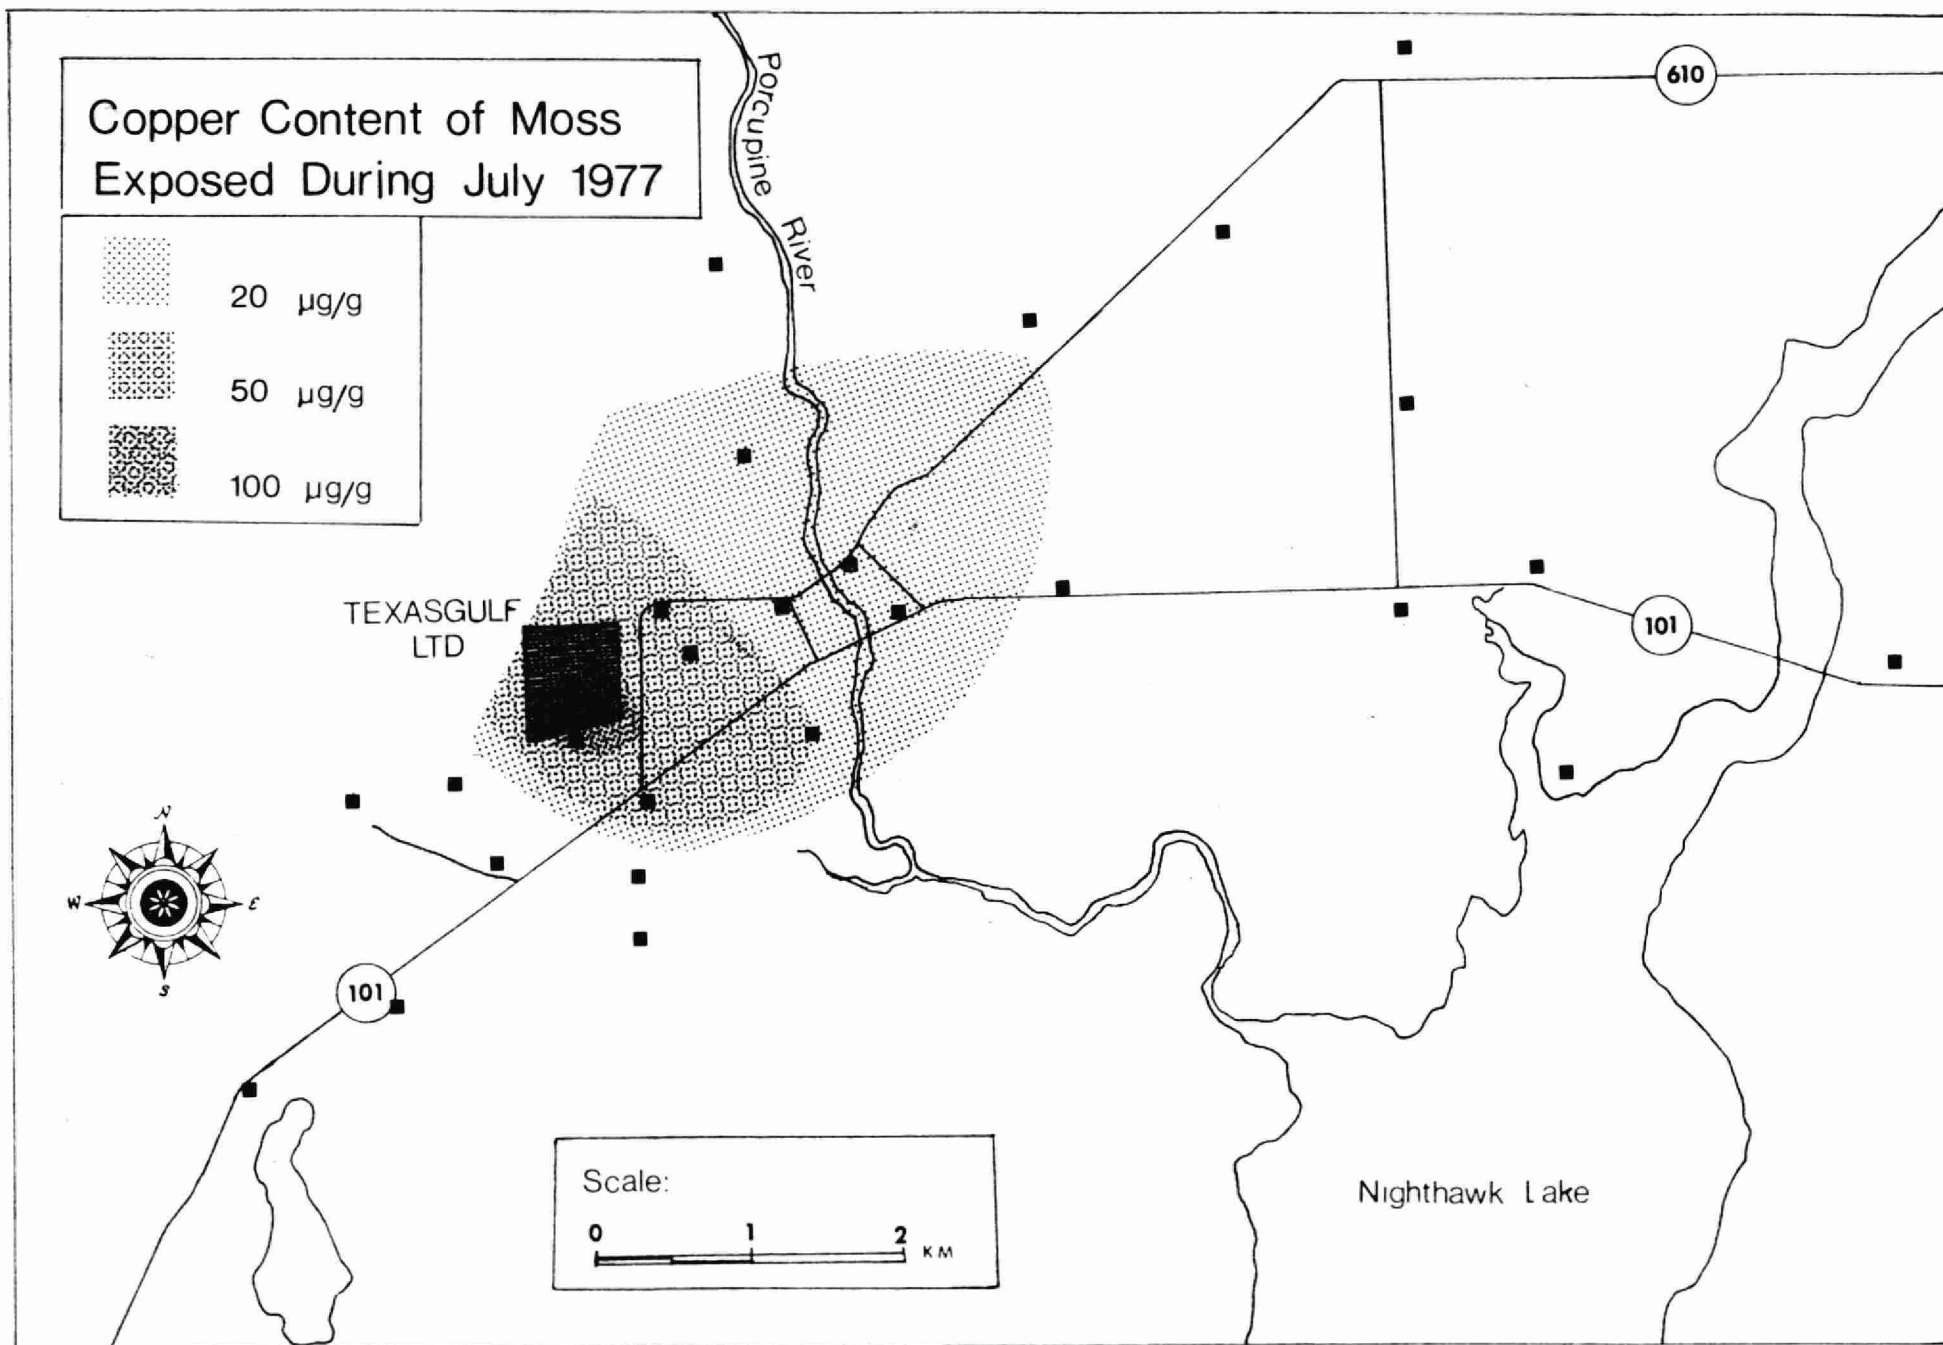 Copper Content of Moss
Exposed During July 1977
20 µg/g
50 µg/g
100 µg/g
Porcupine River
610
TEXASGULF
LTD
101
N
W E
S
101
Scale:
0 1 2 KM
Nighthawk Lake